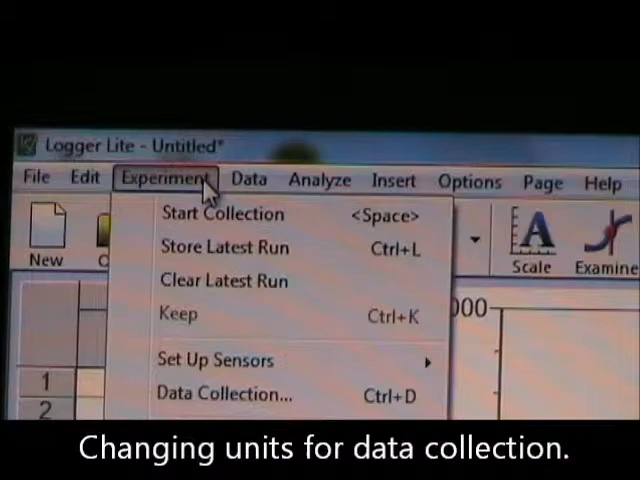 Logger Lite - Untitled*
File Edit Experiment Data Analyze Insert Options Page Help
Start Collection <Space>
Store Latest Run Ctrl+L
Clear Latest Run
Keep Ctrl+K
Set Up Sensors
Data Collection... Ctrl+D
New
Scale Examine
000
1
2
Changing units for data collection.